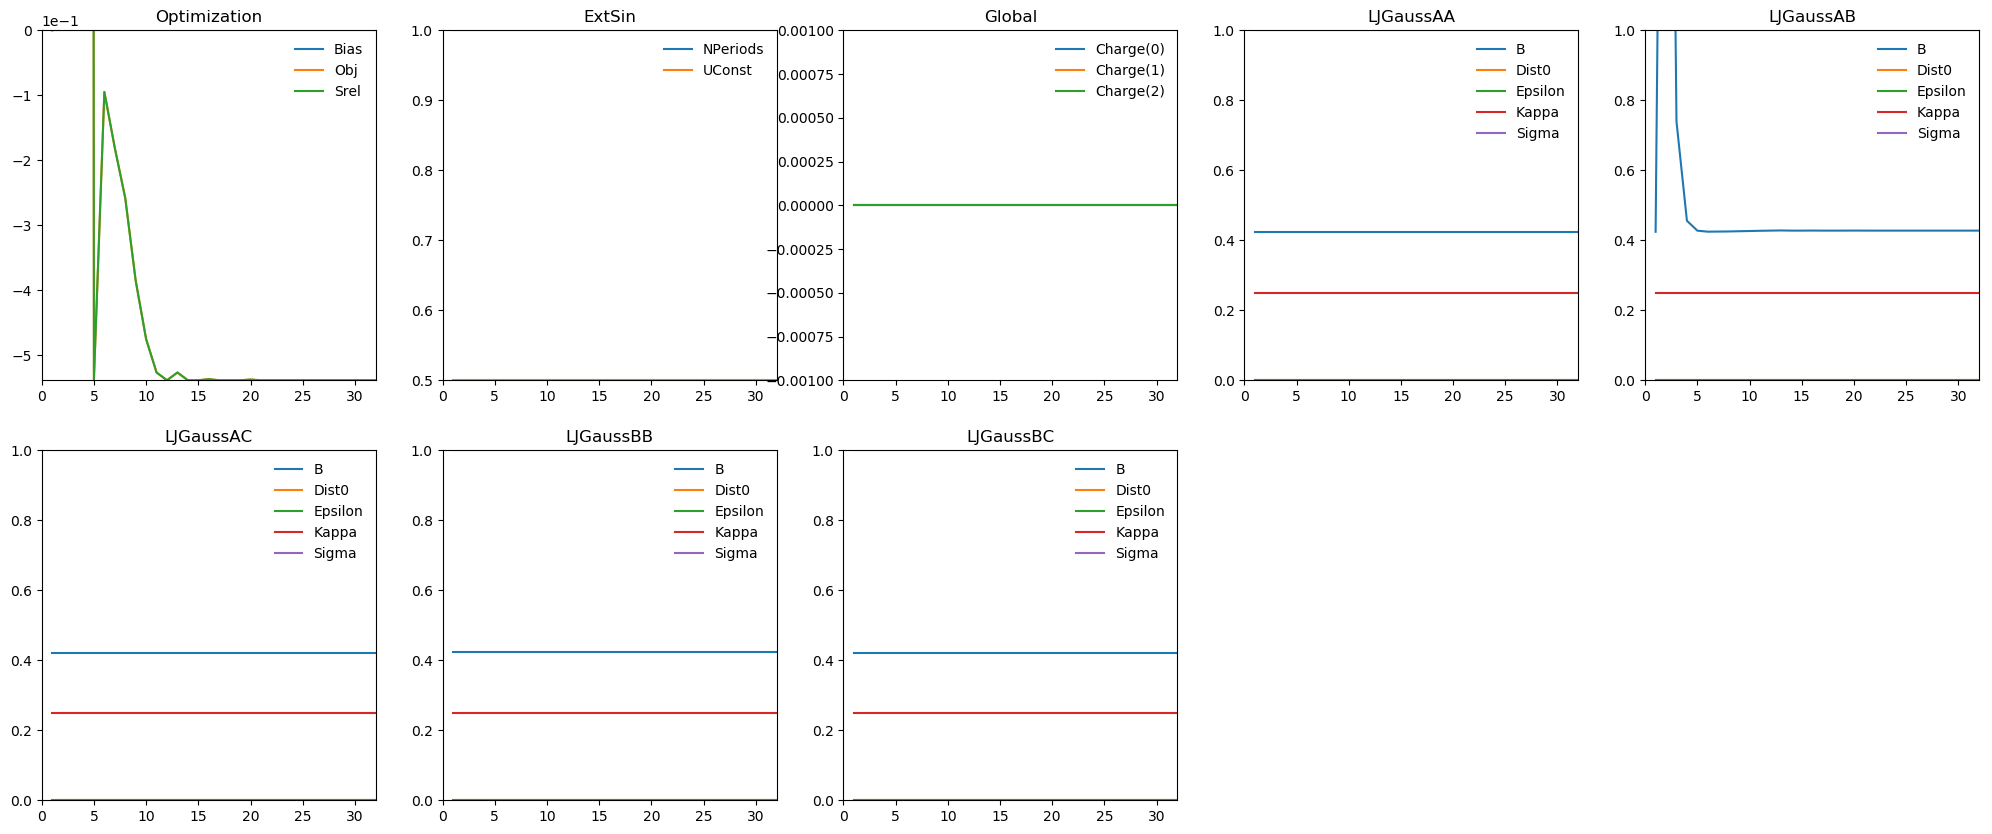 Optimization
1e−1
0
−1
−2
−3
−4
−5
0 5 10 15 20 25 30
Bias
Obj
Srel
ExtSin
1.0
0.9
0.8
0.7
0.6
0.5
0 5 10 15 20 25 30
NPeriods
UConst
Global
0.00100
0.00075
0.00050
0.00025
0.00000
−0.00025
−0.00050
−0.00075
−0.00100
0 5 10 15 20 25 30
Charge(0)
Charge(1)
Charge(2)
LJGaussAA
1.0
0.8
0.6
0.4
0.2
0.0
0 5 10 15 20 25 30
B
Dist0
Epsilon
Kappa
Sigma
LJGaussAB
1.0
0.8
0.6
0.4
0.2
0.0
0 5 10 15 20 25 30
B
Dist0
Epsilon
Kappa
Sigma
LJGaussAC
1.0
0.8
0.6
0.4
0.2
0.0
0 5 10 15 20 25 30
B
Dist0
Epsilon
Kappa
Sigma
LJGaussBB
1.0
0.8
0.6
0.4
0.2
0.0
0 5 10 15 20 25 30
B
Dist0
Epsilon
Kappa
Sigma
LJGaussBC
1.0
0.8
0.6
0.4
0.2
0.0
0 5 10 15 20 25 30
B
Dist0
Epsilon
Kappa
Sigma